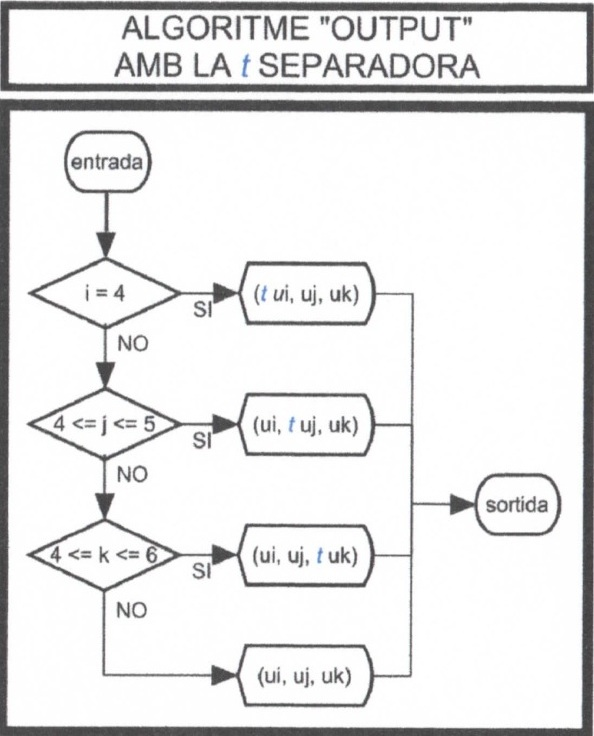 ALGORITME "OUTPUT"
AMB LA t SEPARADORA
entrada
i = 4
SI
(t ui, uj, uk)
NO
4 <= j <= 5
SI
(ui, t uj, uk)
NO
sortida
4 <= k <= 6
SI
(ui, uj, t uk)
NO
(ui, uj, uk)